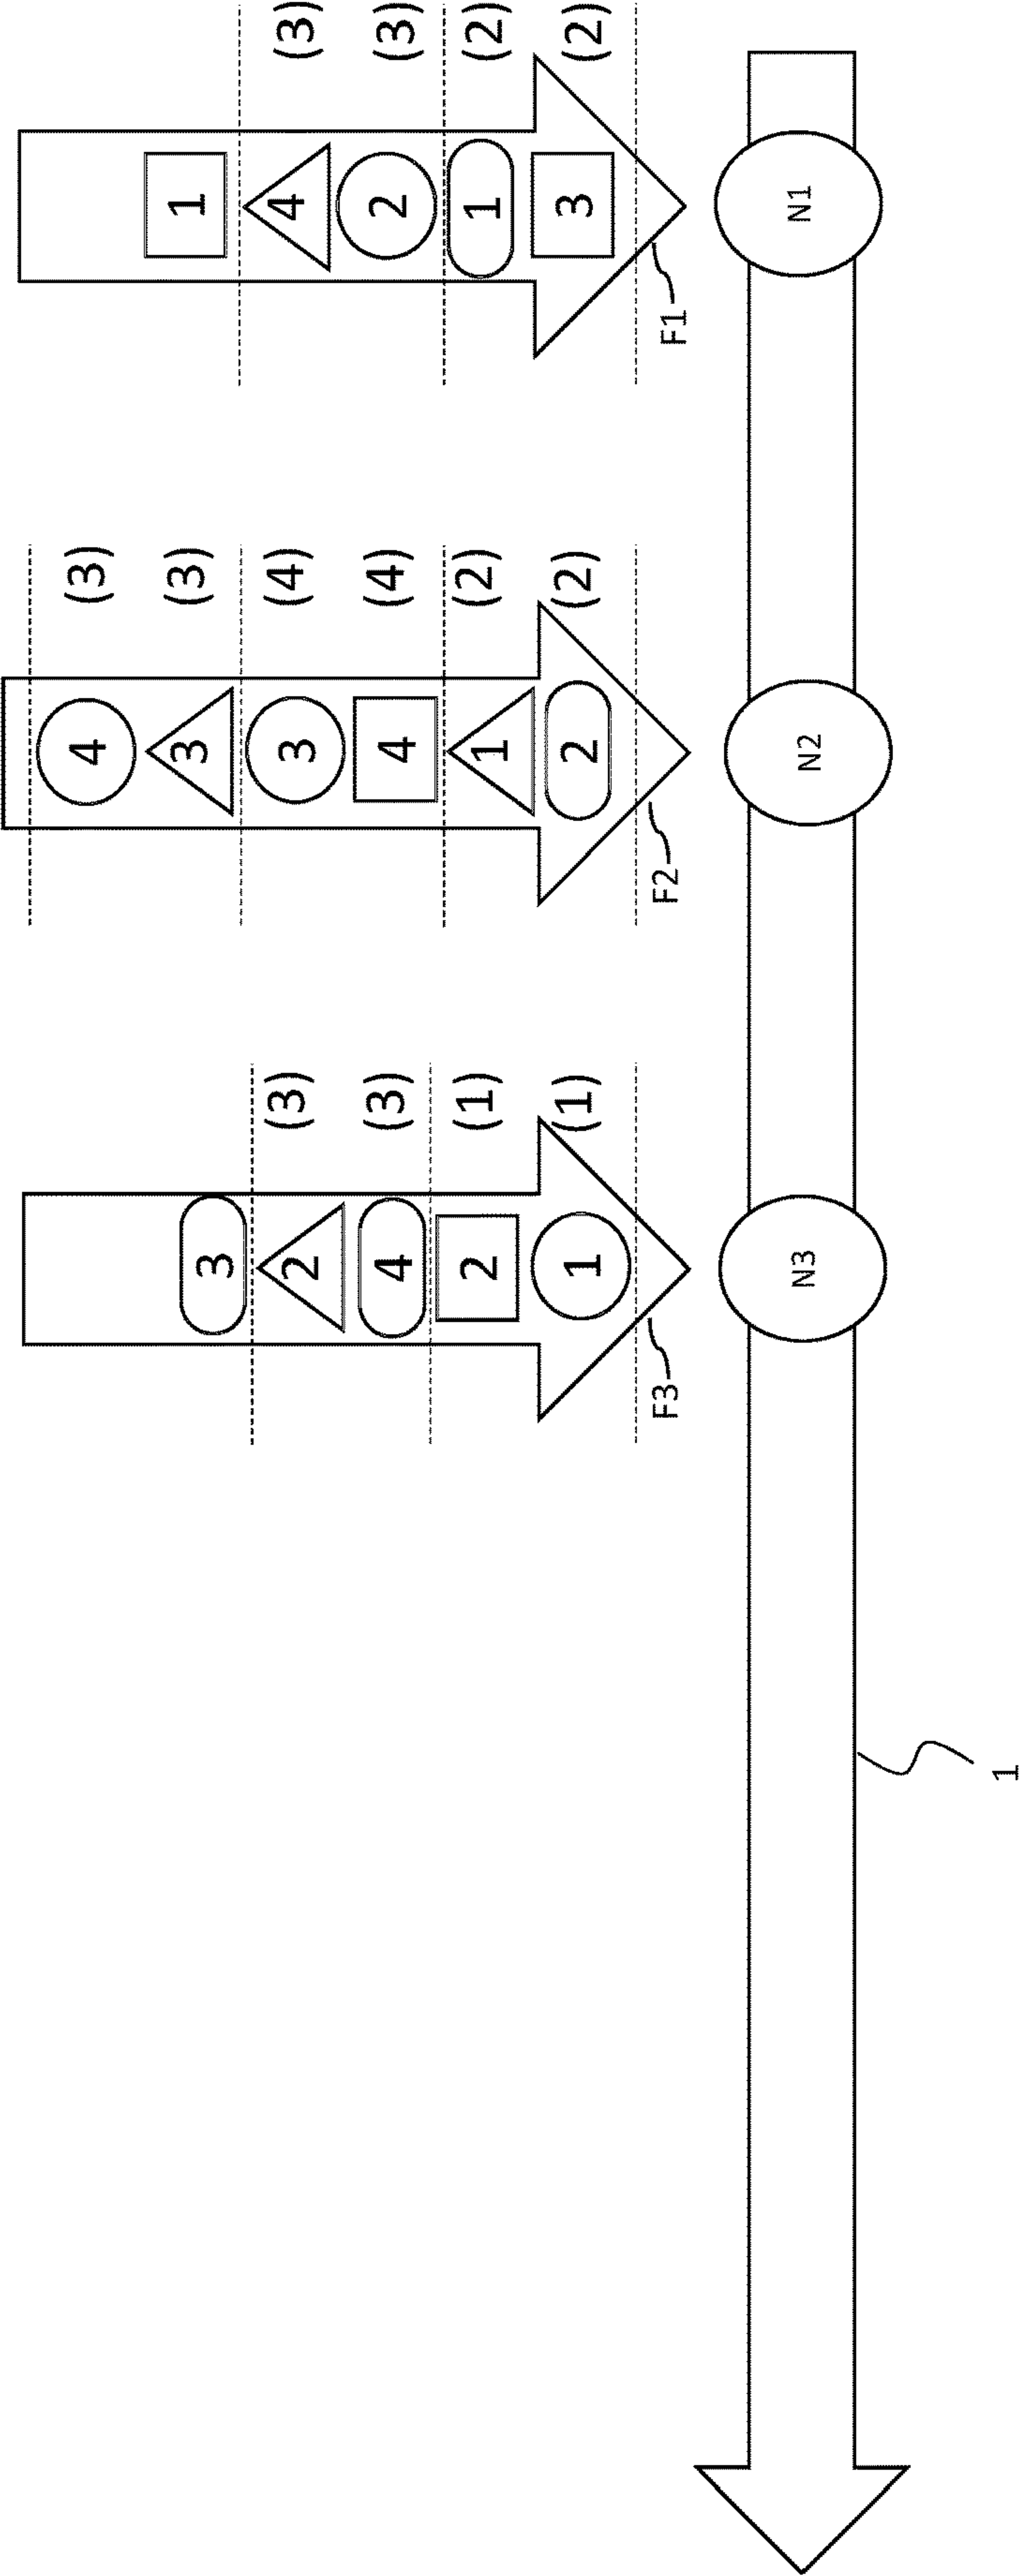 4 (3)
3 3 (3) 1
2 (3) 3 (4) 4 (3)
4 (3) 4 (4) 2 (3)
2 (1) 1 (2) 1 (2)
1 (1) 2 (2) 3 (2)
F3 F2 F1
N3 N2 N1
1